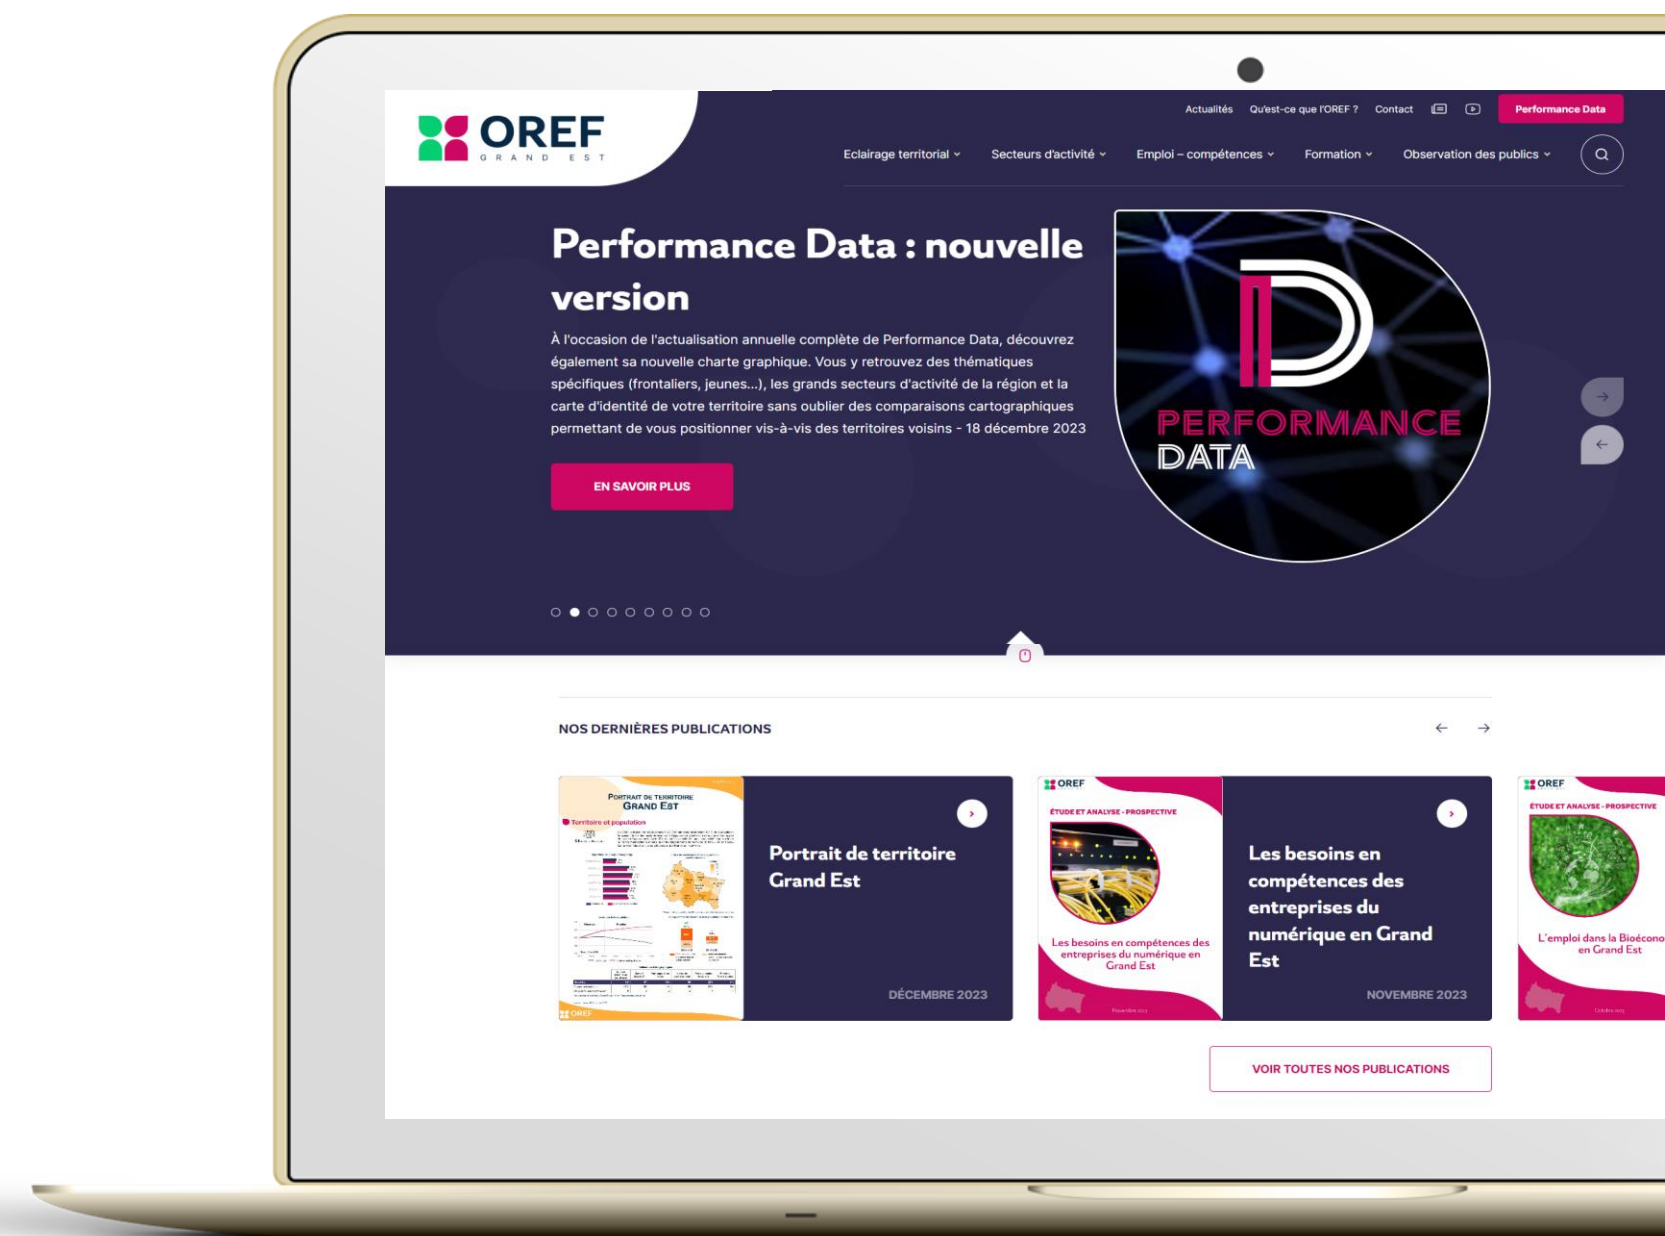 OREF
GRAND EST
Actualités Qu'est-ce que l'OREF ? Contact Performance Data
Eclairage territorial Secteurs d'activité Emploi – compétences Formation Observation des publics
Performance Data : nouvelle
version
À l'occasion de l'actualisation annuelle complète de Performance Data, découvrez
également sa nouvelle charte graphique. Vous y retrouvez des thématiques
spécifiques (frontaliers, jeunes...), les grands secteurs d'activité de la région et la
carte d'identité de votre territoire sans oublier des comparaisons cartographiques
permettant de vous positionner vis-à-vis des territoires voisins - 18 décembre 2023
EN SAVOIR PLUS
PERFORMANCE
DATA
NOS DERNIÈRES PUBLICATIONS
PORTRAIT DE TERRITOIRE
GRAND EST
Territoire et population
OREF
Portrait de territoire
Grand Est
DÉCEMBRE 2023
OREF
ÉTUDE ET ANALYSE - PROSPECTIVE
Les besoins en compétences des
entreprises du numérique en
Grand Est
Novembre 2023
Les besoins en
compétences des
entreprises du
numérique en Grand
Est
NOVEMBRE 2023
OREF
ÉTUDE ET ANALYSE - PROSPECTIVE
L'emploi dans la Bioécono
en Grand Est
Octobre 2023
VOIR TOUTES NOS PUBLICATIONS